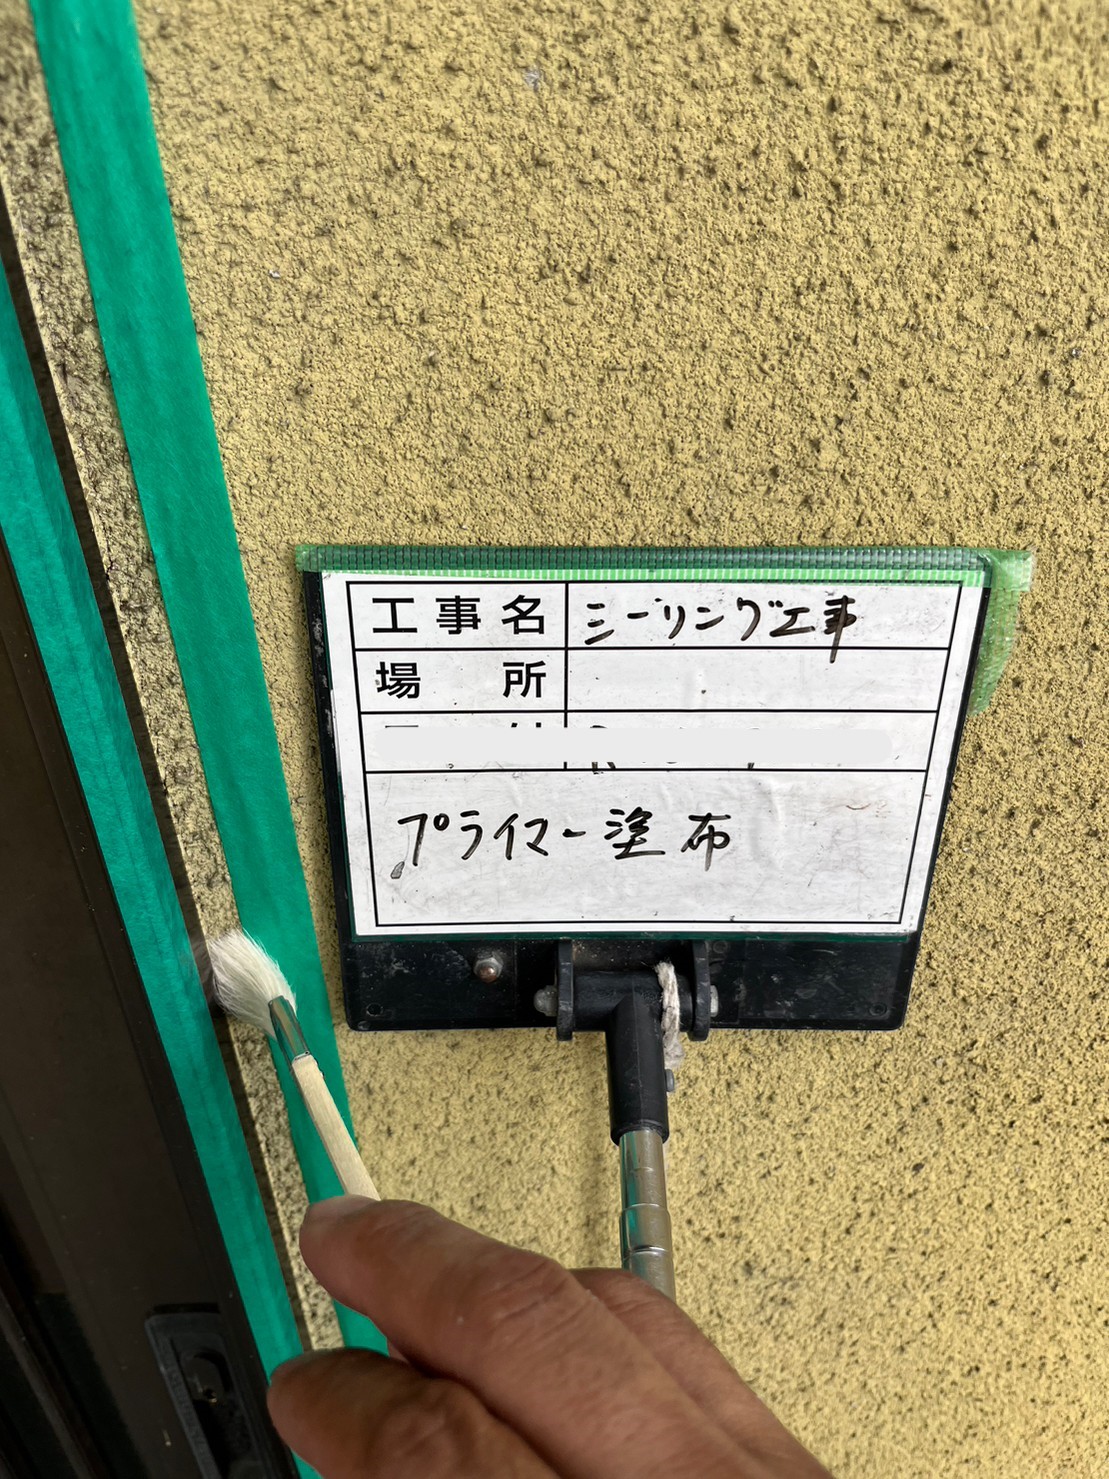 工事名 シーリング工事
場所
プライマー塗布